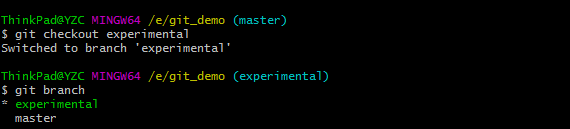 ThinkPad@YZC MINGW64 /e/git_demo (master)
$ git checkout experimental
Switched to branch 'experimental'
ThinkPad@YZC MINGW64 /e/git_demo (experimental)
$ git branch
* experimental
  master